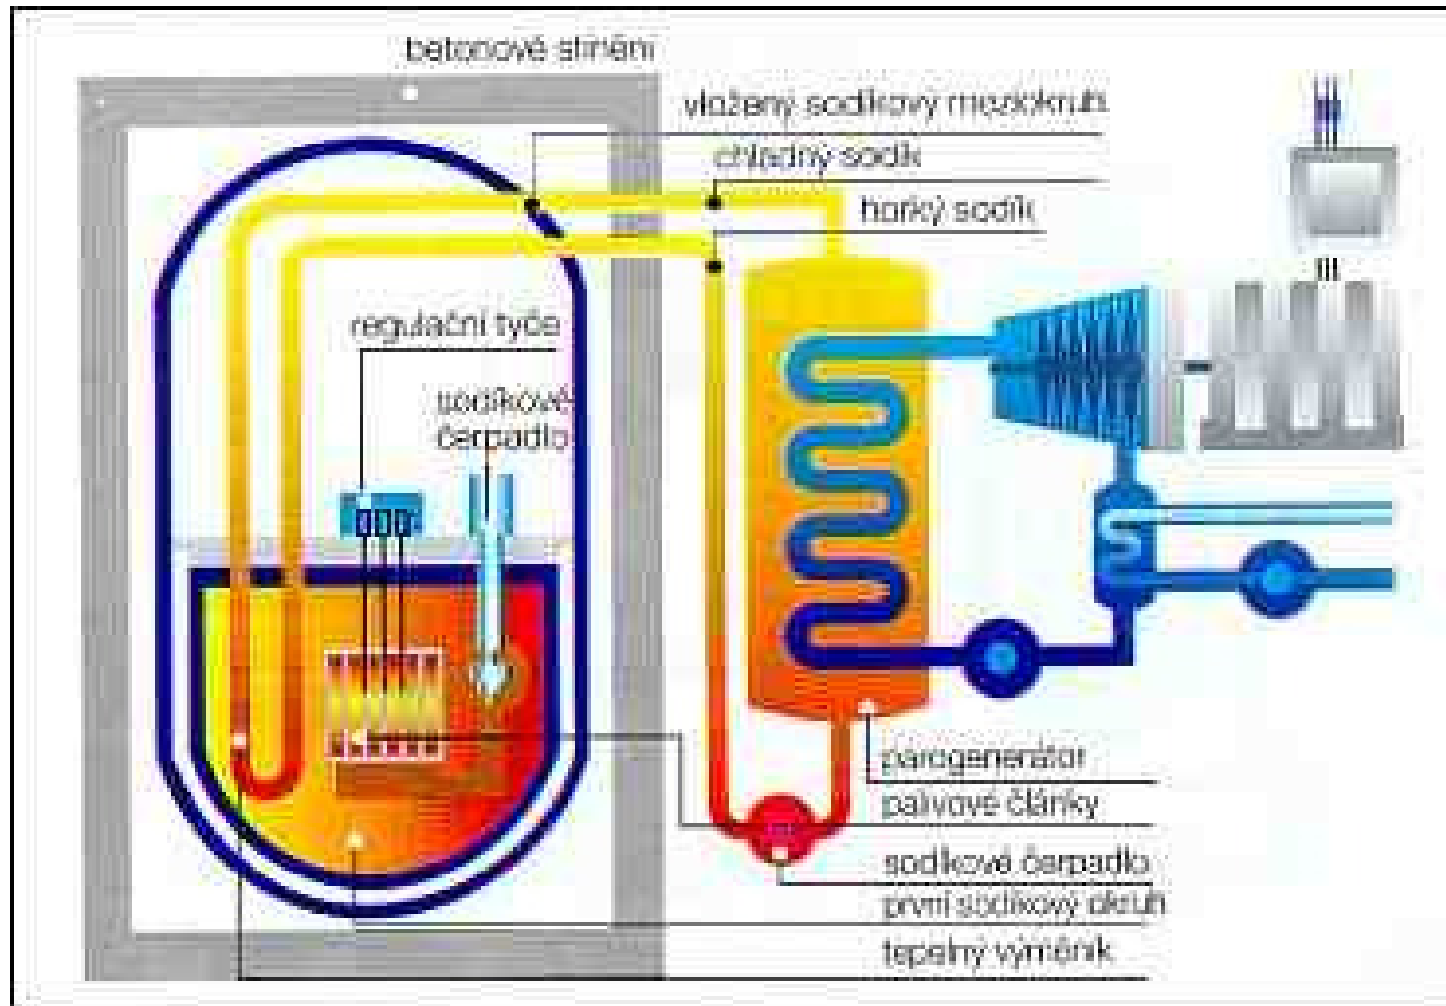 betonové stínění
vložený sodíkový meziokruh
chladný sodík
horký sodík
regulační tyče
sodíkové
čerpadlo
parogenerátor
palivové články
sodíkové čerpadlo
první sodíkový okruh
tepelný výměník